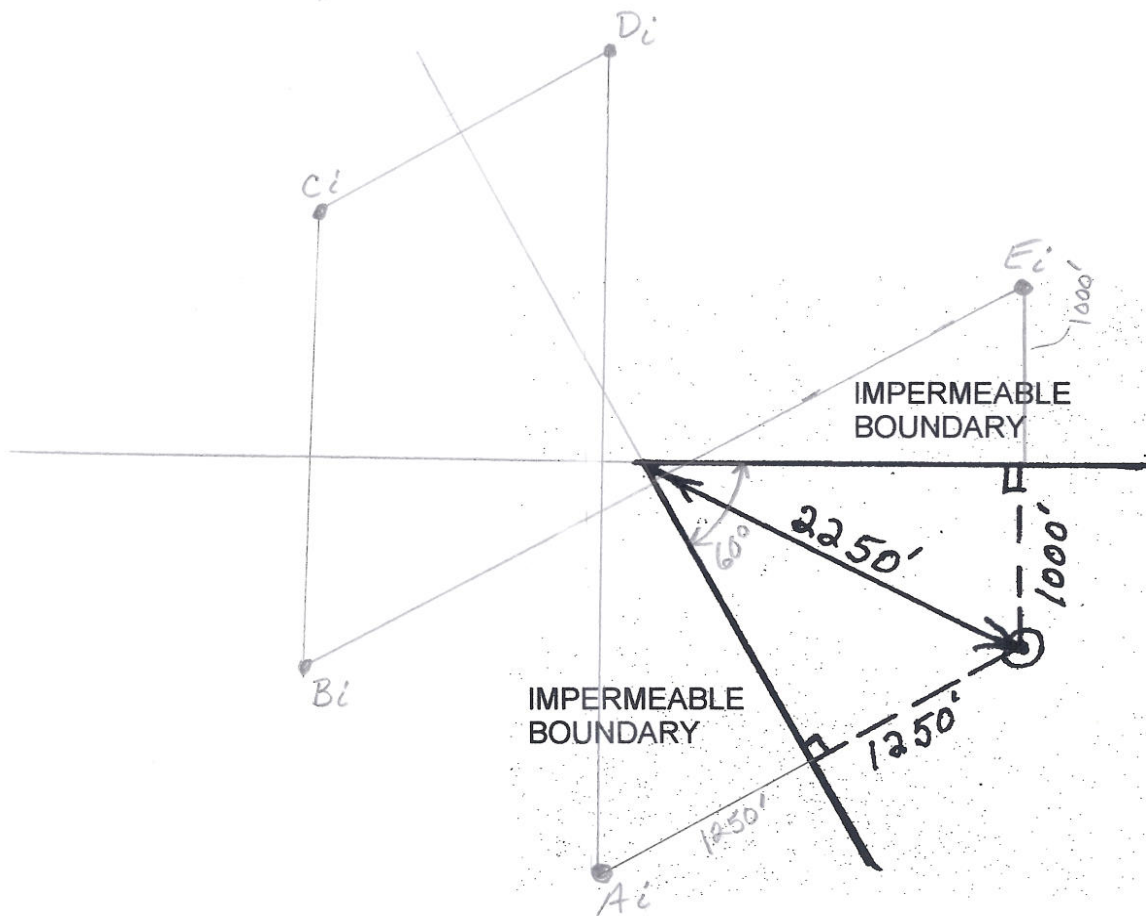 Di
Ci
Ei
1000'
IMPERMEABLE
BOUNDARY
2250'
60°
1000'
Bi
IMPERMEABLE
BOUNDARY
1250'
1250'
Ai